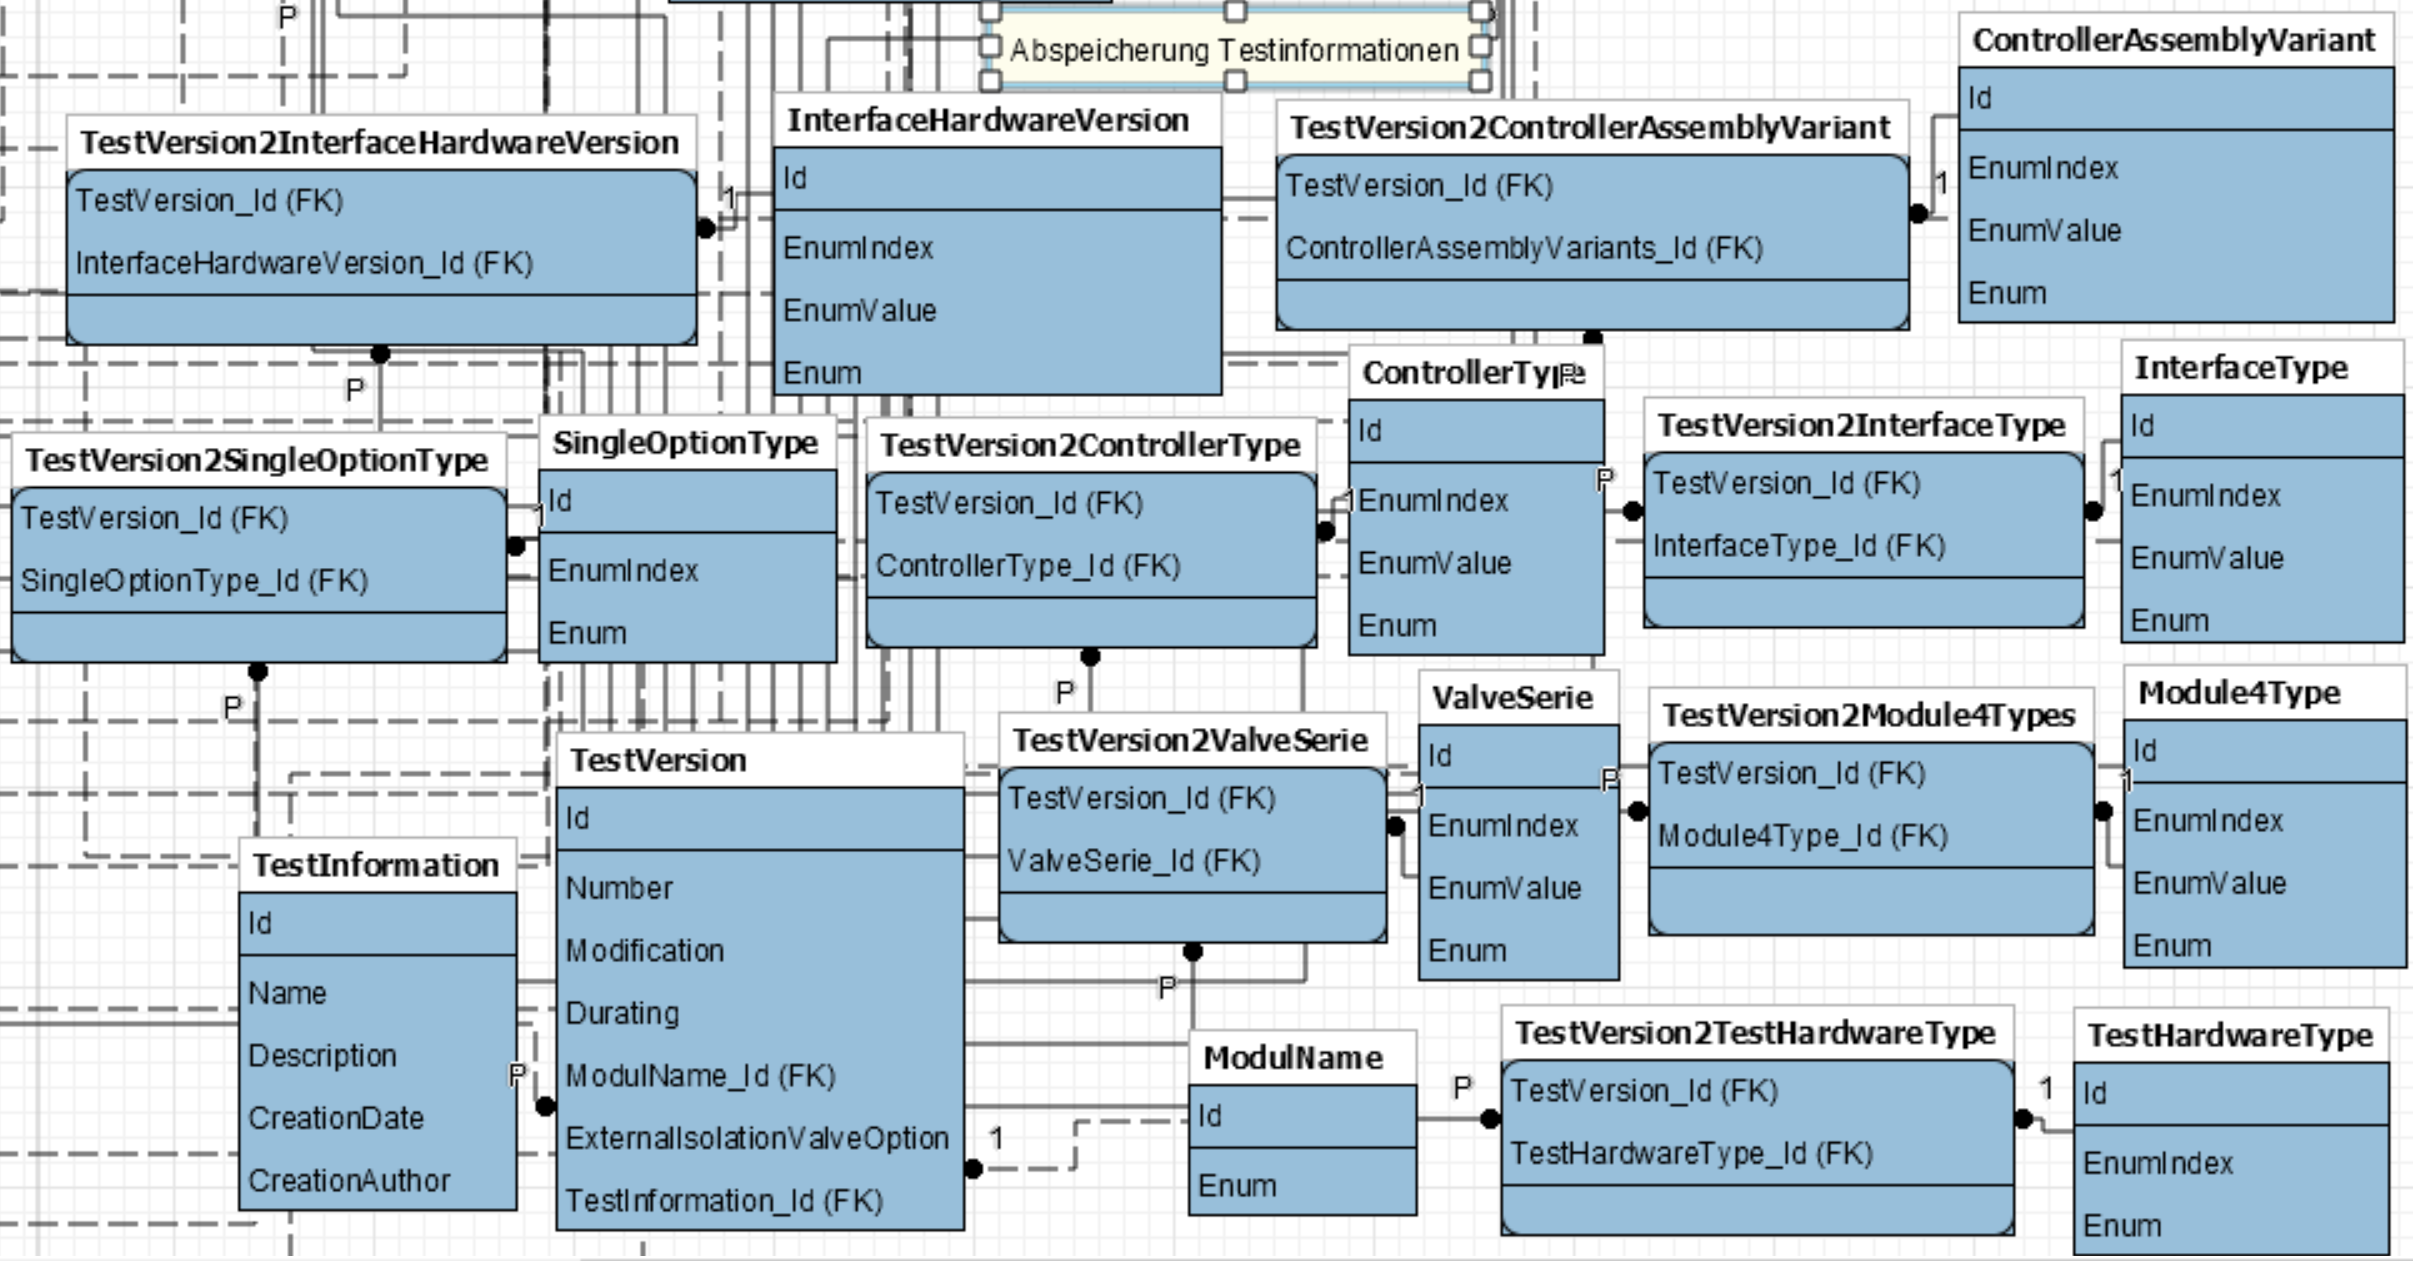 P
Abspeicherung Testinformationen
ControllerAssemblyVariant
Id
EnumIndex
EnumValue
Enum
TestVersion2InterfaceHardwareVersion
TestVersion_Id (FK)
InterfaceHardwareVersion_Id (FK)
1
P
InterfaceHardwareVersion
Id
EnumIndex
EnumValue
Enum
TestVersion2ControllerAssemblyVariant
TestVersion_Id (FK)
ControllerAssemblyVariants_Id (FK)
1
P
TestVersion2SingleOptionType
TestVersion_Id (FK)
SingleOptionType_Id (FK)
1
P
SingleOptionType
Id
EnumIndex
Enum
TestVersion2ControllerType
TestVersion_Id (FK)
ControllerType_Id (FK)
1
P
ControllerType
Id
EnumIndex
EnumValue
Enum
P
TestVersion2InterfaceType
TestVersion_Id (FK)
InterfaceType_Id (FK)
1
InterfaceType
Id
EnumIndex
EnumValue
Enum
TestInformation
Id
Name
Description
CreationDate
CreationAuthor
P
TestVersion
Id
Number
Modification
Durating
ModulName_Id (FK)
ExternalIsolationValveOption
TestInformation_Id (FK)
1
TestVersion2ValveSerie
TestVersion_Id (FK)
ValveSerie_Id (FK)
1
P
ValveSerie
Id
EnumIndex
EnumValue
Enum
P
TestVersion2Module4Types
TestVersion_Id (FK)
Module4Type_Id (FK)
1
Module4Type
Id
EnumIndex
EnumValue
Enum
ModulName
Id
Enum
P
TestVersion2TestHardwareType
TestVersion_Id (FK)
TestHardwareType_Id (FK)
1
TestHardwareType
Id
EnumIndex
Enum